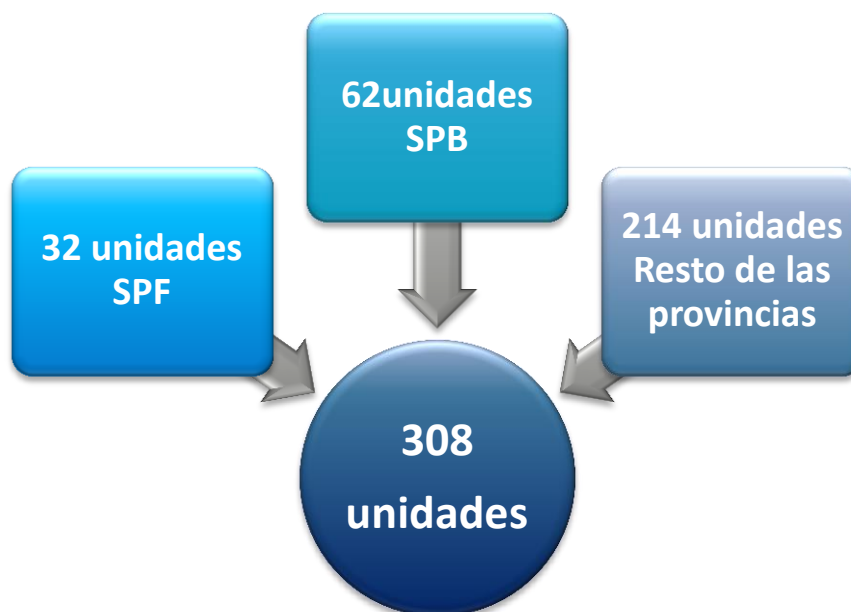 62unidades
SPB
32 unidades
SPF
214 unidades
Resto de las
provincias
308
unidades